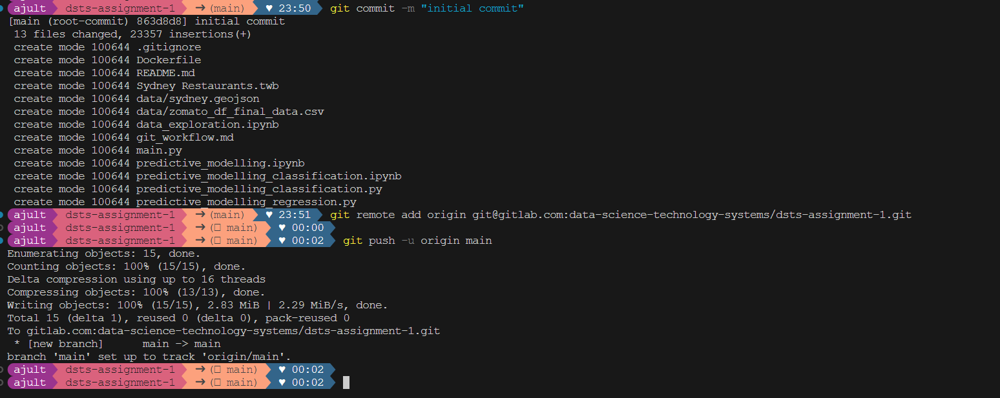 ajult dsts-assignment-1 → (main) ♥ 23:50 git commit -m "initial commit"
[main (root-commit) 863d8d8] initial commit
 13 files changed, 23357 insertions(+)
 create mode 100644 .gitignore
 create mode 100644 Dockerfile
 create mode 100644 README.md
 create mode 100644 Sydney Restaurants.twb
 create mode 100644 data/sydney.geojson
 create mode 100644 data/zomato_df_final_data.csv
 create mode 100644 data_exploration.ipynb
 create mode 100644 git_workflow.md
 create mode 100644 main.py
 create mode 100644 predictive_modelling.ipynb
 create mode 100644 predictive_modelling_classification.ipynb
 create mode 100644 predictive_modelling_classification.py
 create mode 100644 predictive_modelling_regression.py
ajult dsts-assignment-1 → (main) ♥ 23:51 git remote add origin git@gitlab.com:data-science-technology-systems/dsts-assignment-1.git
ajult dsts-assignment-1 → (▯ main) ♥ 00:00
ajult dsts-assignment-1 → (▯ main) ♥ 00:02 git push -u origin main
Enumerating objects: 15, done.
Counting objects: 100% (15/15), done.
Delta compression using up to 16 threads
Compressing objects: 100% (13/13), done.
Writing objects: 100% (15/15), 2.83 MiB | 2.29 MiB/s, done.
Total 15 (delta 1), reused 0 (delta 0), pack-reused 0
To gitlab.com:data-science-technology-systems/dsts-assignment-1.git
 * [new branch]      main -> main
branch 'main' set up to track 'origin/main'.
ajult dsts-assignment-1 → (▯ main) ♥ 00:02
ajult dsts-assignment-1 → (▯ main) ♥ 00:02